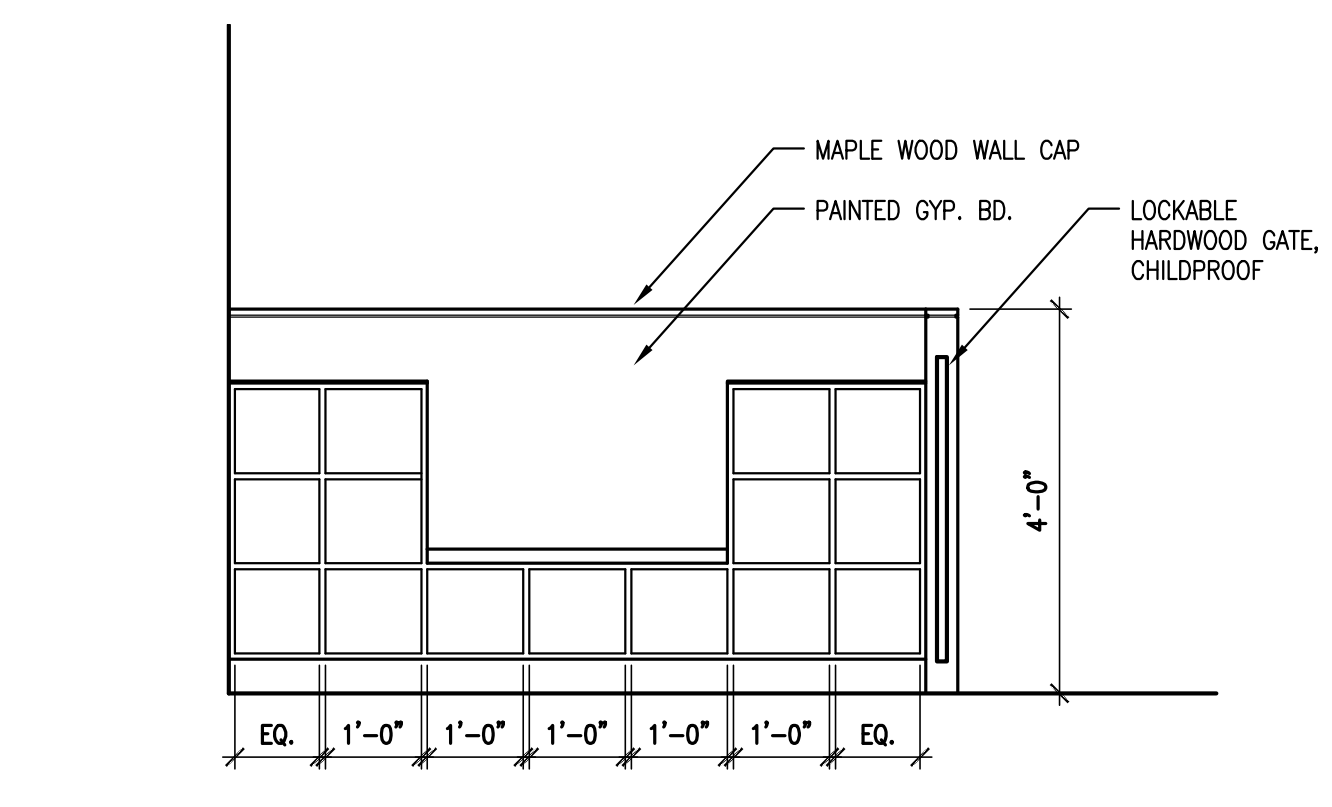 MAPLE WOOD WALL CAP
PAINTED GYP. BD.
LOCKABLE
HARDWOOD GATE,
CHILDPROOF
4'-0"
EQ.
1'-0"
1'-0"
1'-0"
1'-0"
1'-0"
EQ.